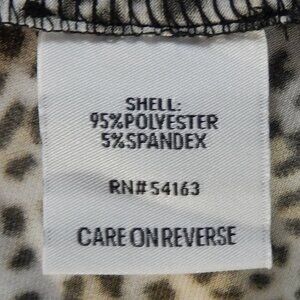 SHELL:
95%POLYESTER
5%SPANDEX
RN#54163
CARE ON REVERSE